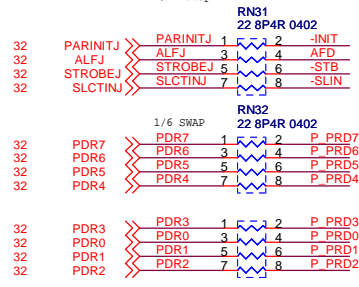 RN31
22 8P4R 0402
32 PARINITJ PARINITJ 1 2 -INIT
32 ALFJ ALFJ 3 4 AFD
32 STROBEJ STROBEJ 5 6 -STB
32 SLCTINJ SLCTINJ 7 8 -SLIN
RN32
1/6 SWAP 22 8P4R 0402
32 PDR7 PDR7 1 2 P_PRD7
32 PDR6 PDR6 3 4 P_PRD6
32 PDR5 PDR5 5 6 P_PRD5
32 PDR4 PDR4 7 8 P_PRD4
32 PDR3 PDR3 1 2 P_PRD3
32 PDR0 PDR0 3 4 P_PRD0
32 PDR1 PDR1 5 6 P_PRD1
32 PDR2 PDR2 7 8 P_PRD2